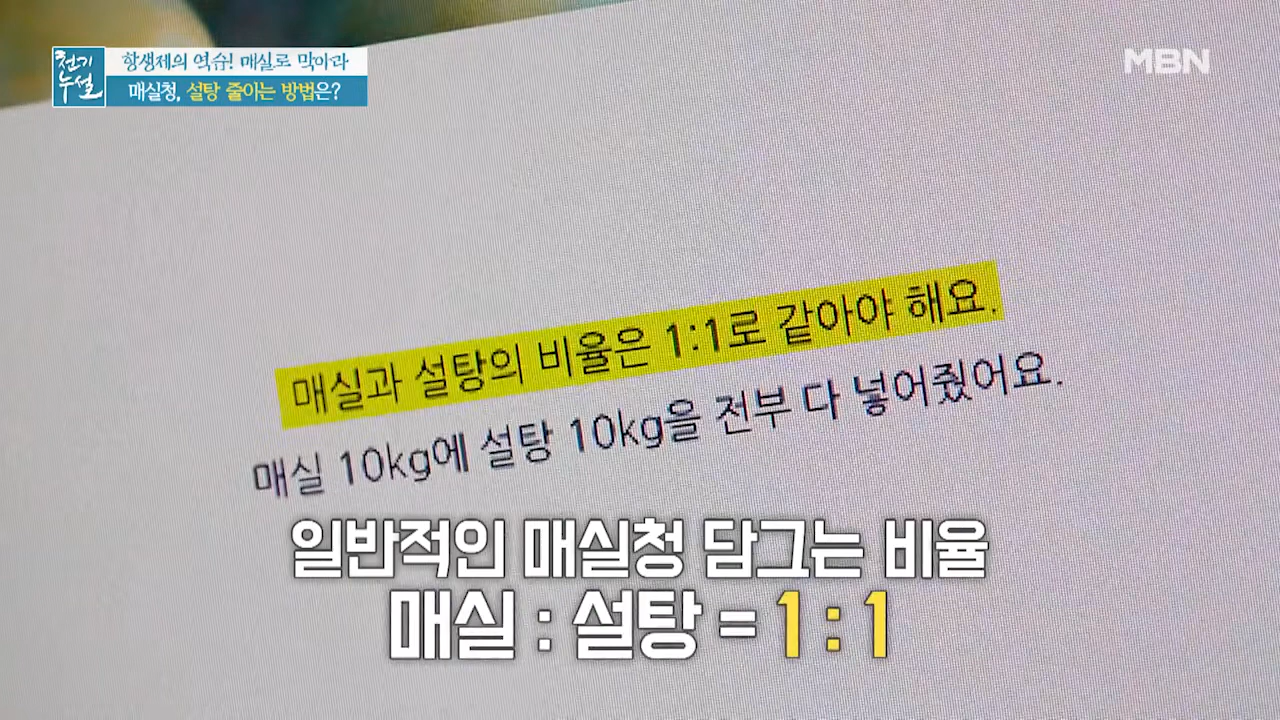 천기누설
항생제의 역습! 매실로 막아라
매실청, 설탕 줄이는 방법은?
MBN
매실과 설탕의 비율은 1:1로 같아야 해요.
매실 10kg에 설탕 10kg을 전부 다 넣어줬어요.
일반적인 매실청 담그는 비율
매실 : 설탕 = 1 : 1